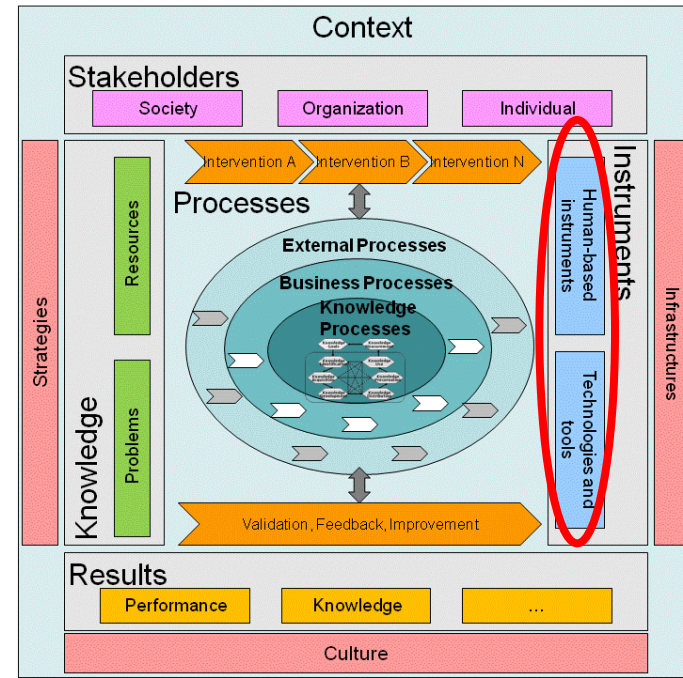 Context
Stakeholders
Society
Organization
Individual
Strategies
Knowledge
Resources
Problems
Intervention A
Intervention B
Intervention N
Processes
External Processes
Business Processes
Knowledge
Processes
Validation, Feedback, Improvement
Instruments
Human-based
instruments
Technologies and
tools
Infrastructures
Results
Performance
Knowledge
...
Culture